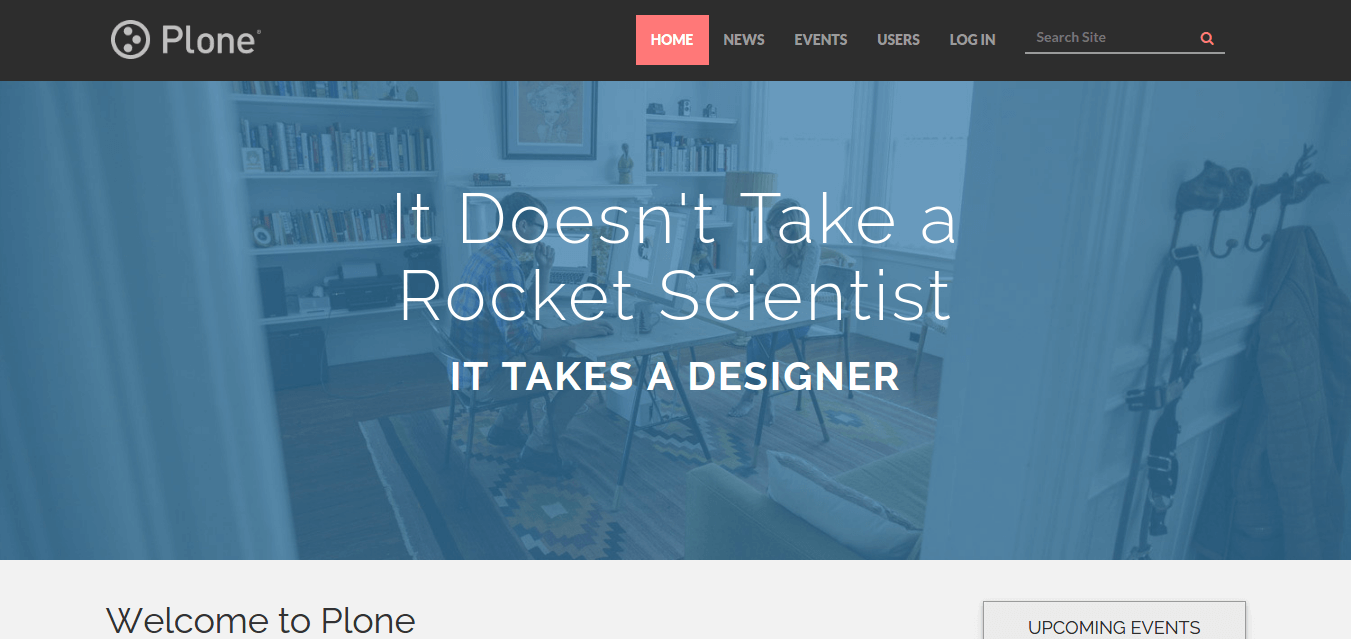 Plone®
HOME NEWS EVENTS USERS LOG IN Search Site
It Doesn't Take a
Rocket Scientist
IT TAKES A DESIGNER
Welcome to Plone
UPCOMING EVENTS